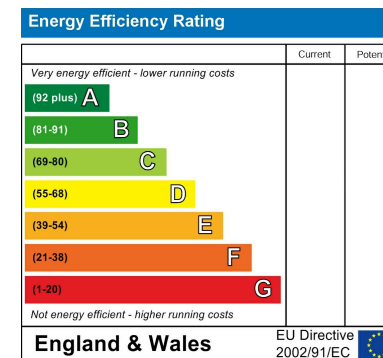 Energy Efficiency Rating
Current Poten
Very energy efficient - lower running costs
(92 plus) A
(81-91) B
(69-80) C
(55-68) D
(39-54) E
(21-38) F
(1-20) G
Not energy efficient - higher running costs
England & Wales
EU Directive
2002/91/EC